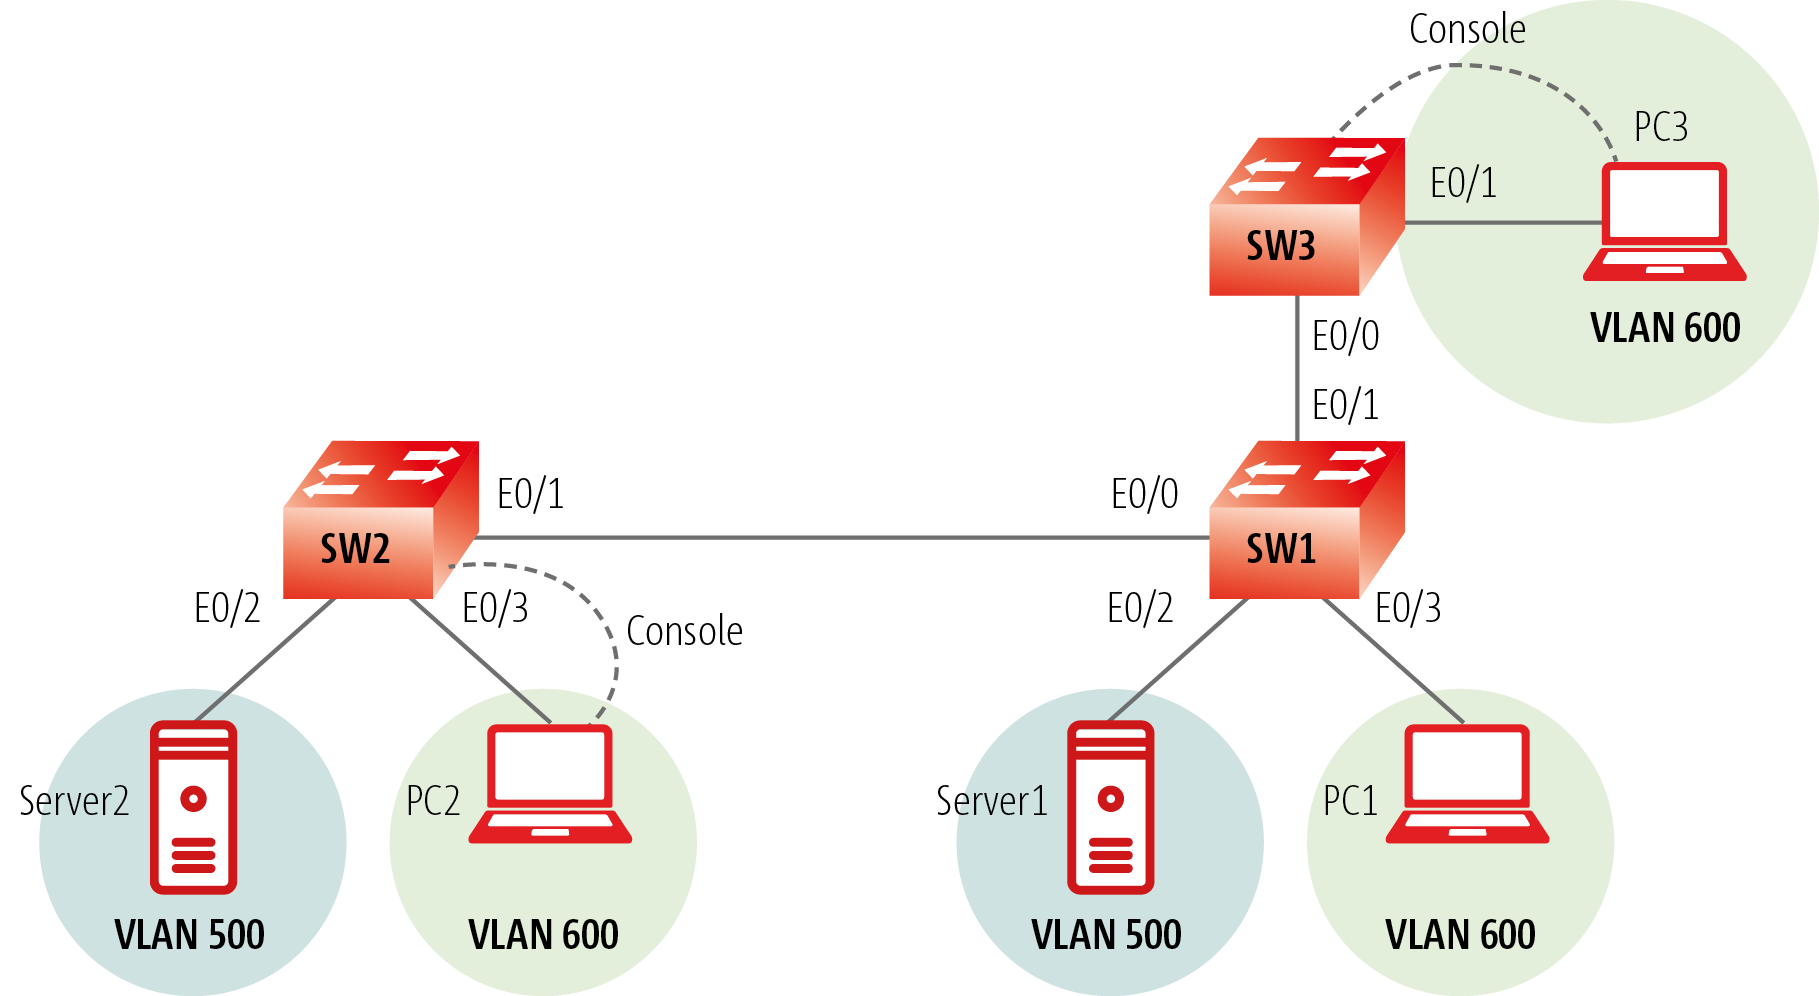 Console
PC3
E0/1
SW3
VLAN 600
E0/0
E0/1
E0/1
E0/0
SW2
SW1
E0/2
E0/3
Console
E0/2
E0/3
Server2
PC2
Server1
PC1
VLAN 500
VLAN 600
VLAN 500
VLAN 600